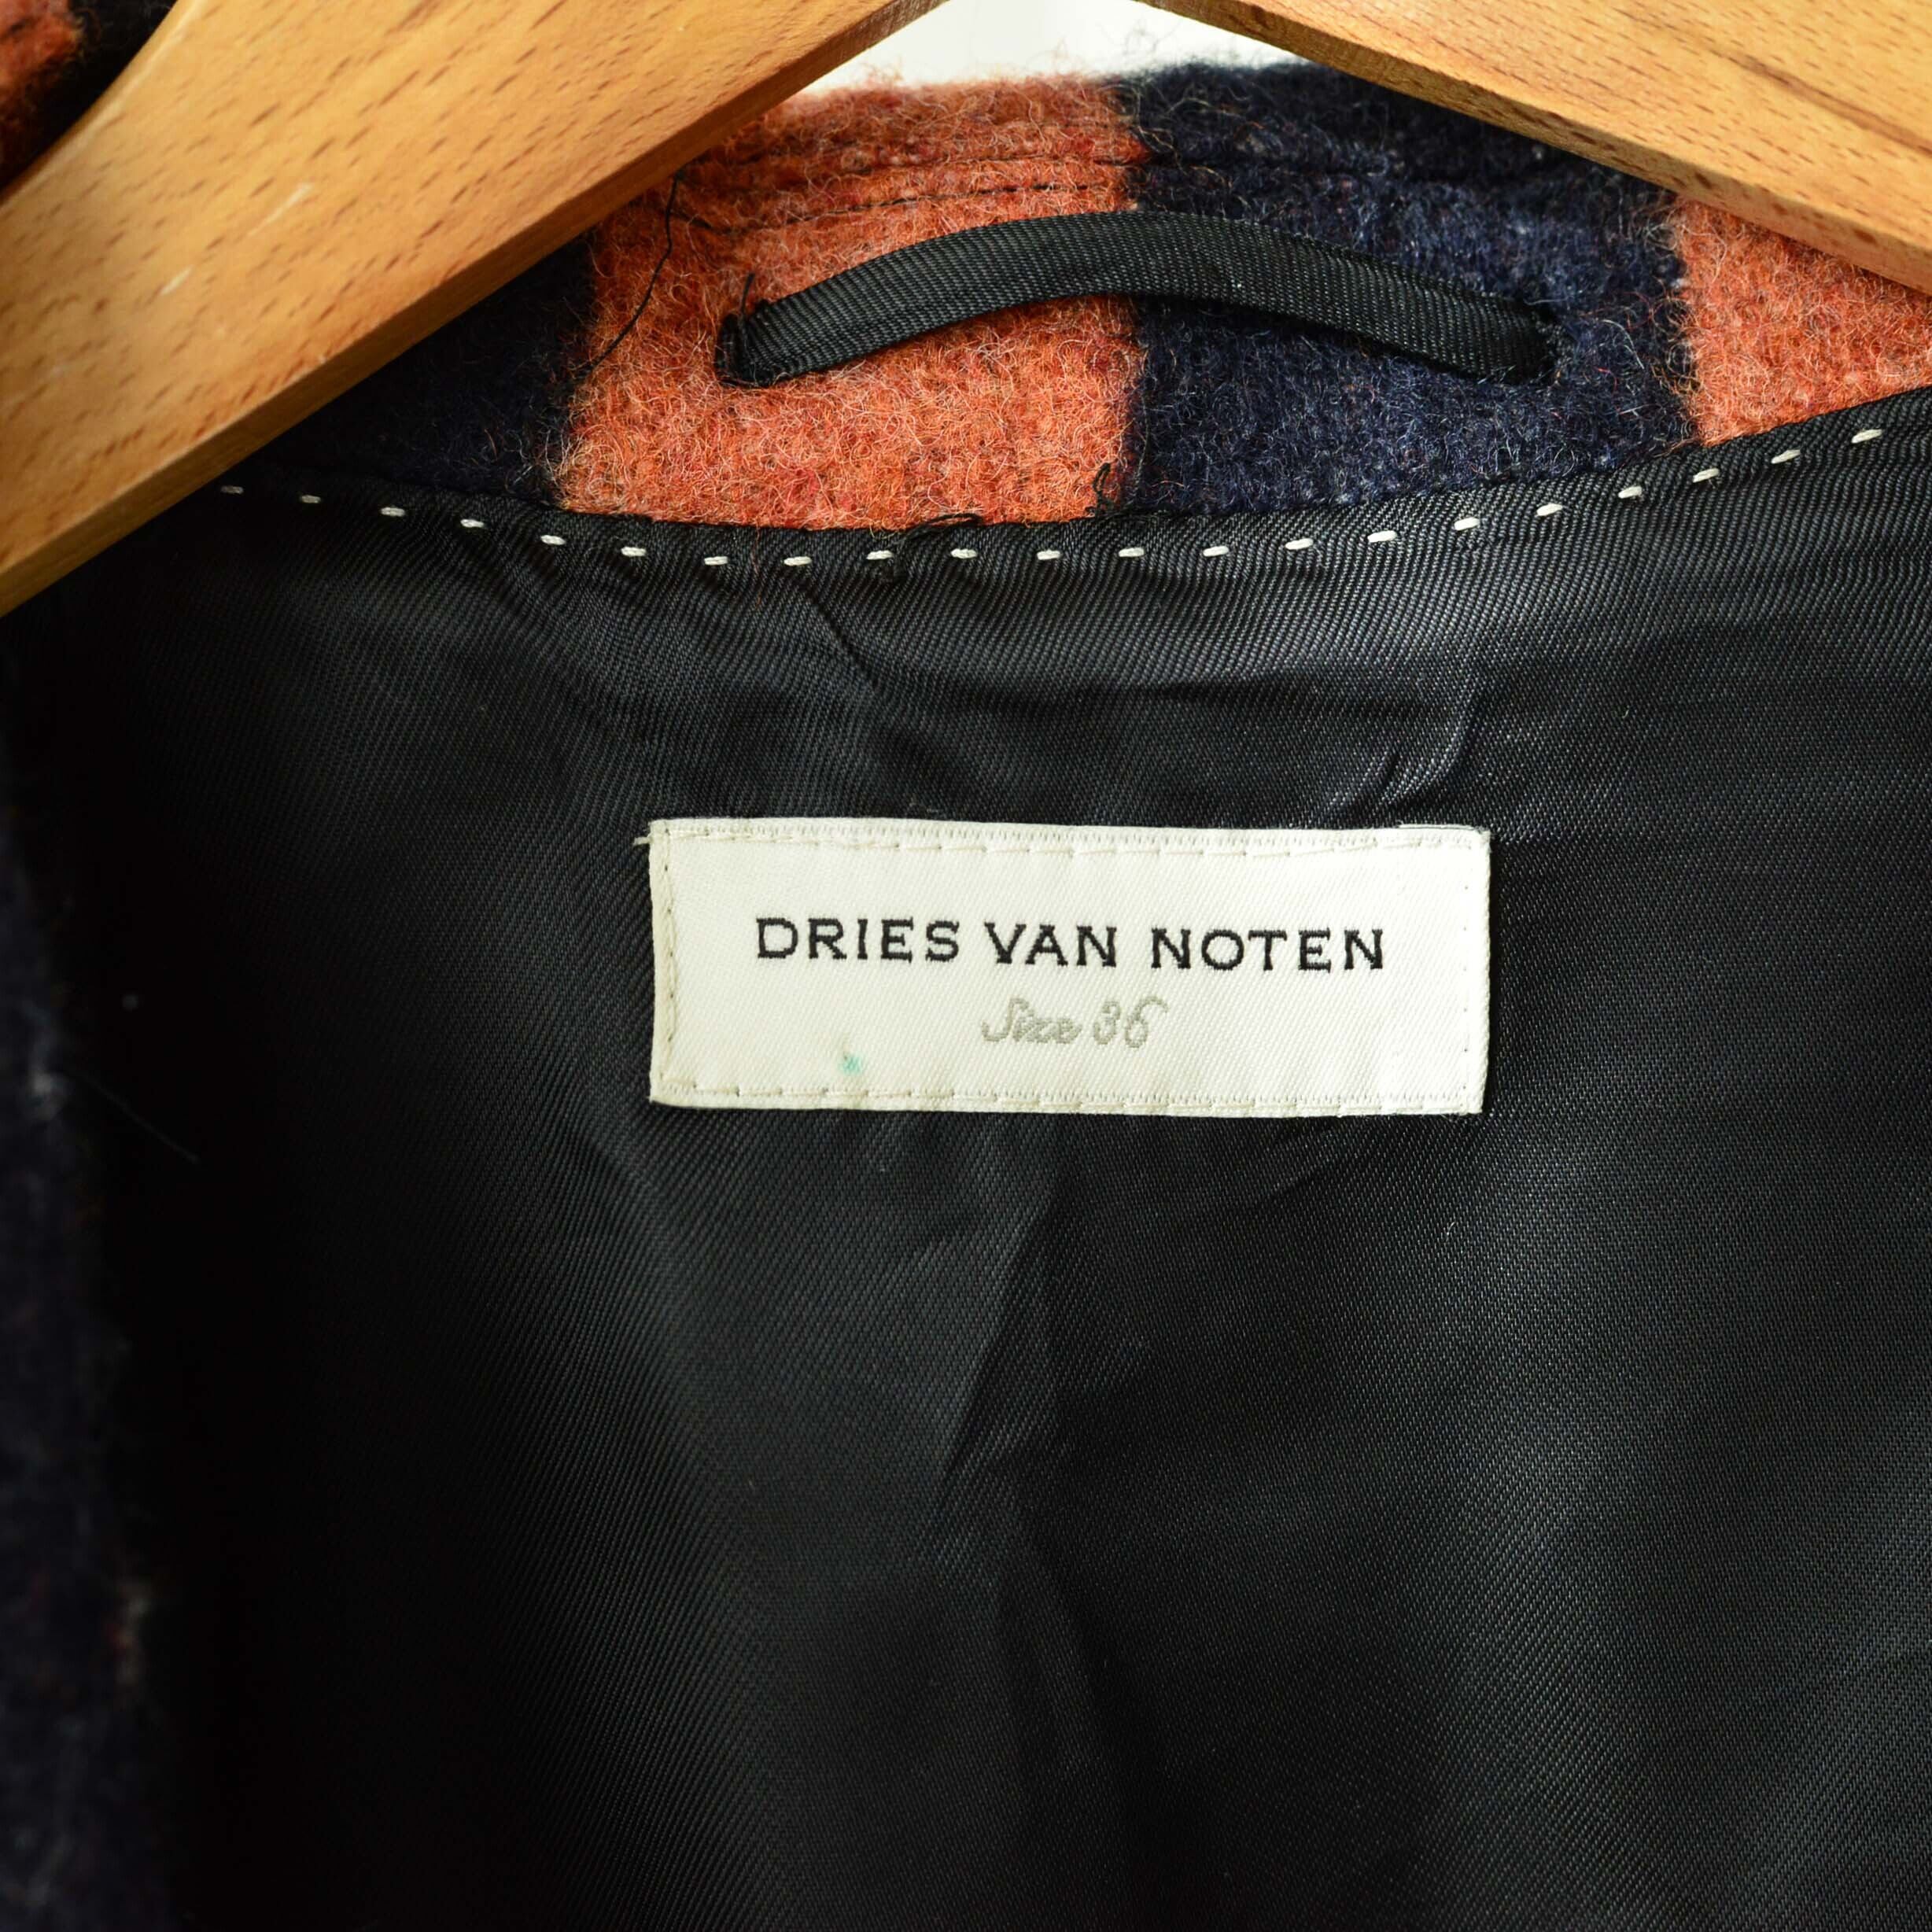 DRIES VAN NOTEN
Size 36